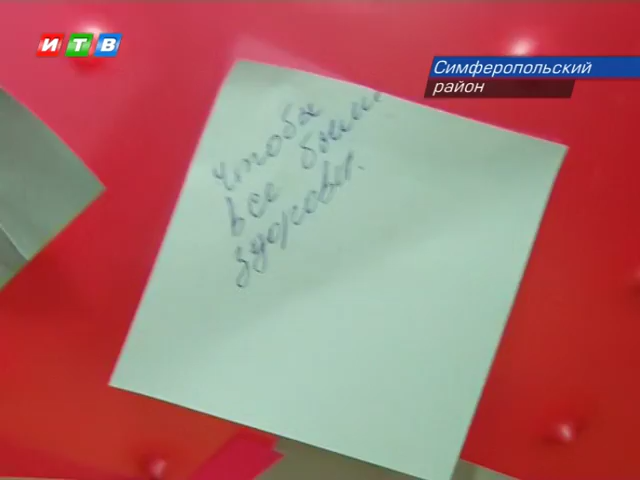 ИТВ
Симферопольский
район
Чтобы
все были
здоровы.